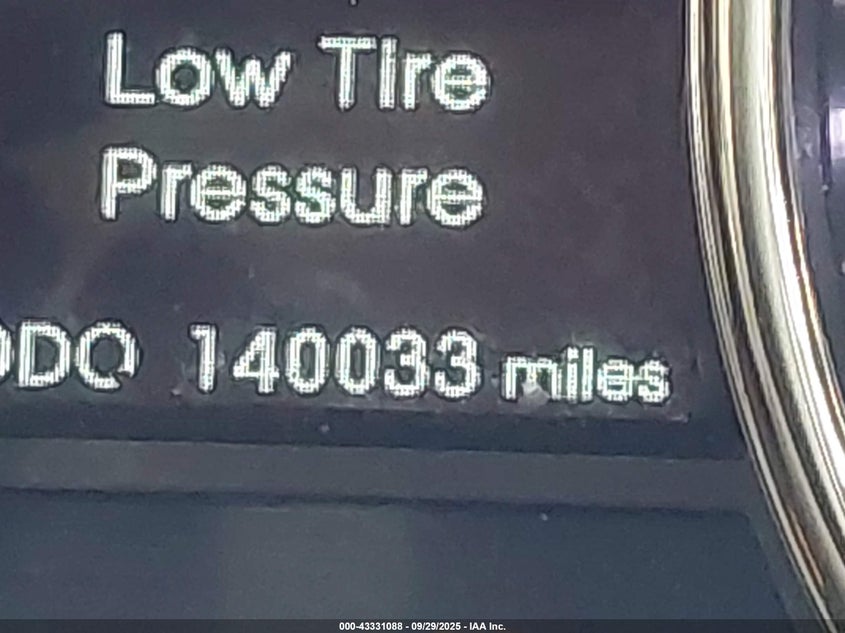 Low Tire
Pressure
ODO 140033 miles
000-43331088 - 09/29/2025 - IAA Inc.